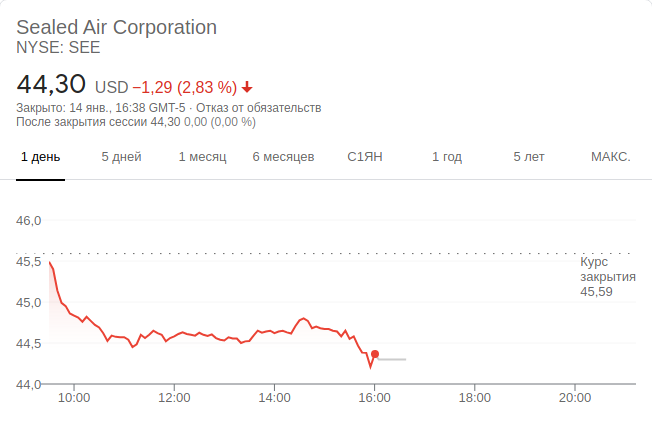 Sealed Air Corporation
NYSE: SEE
44,30 USD −1,29 (2,83 %)
Закрыто: 14 янв., 16:38 GMT-5 · Отказ от обязательств
После закрытия сессии 44,30 0,00 (0,00 %)
1 день 5 дней 1 месяц 6 месяцев С1ЯН 1 год 5 лет МАКС.
46,0
45,5
Курс
закрытия
45,59
45,0
44,5
44,0
10:00 12:00 14:00 16:00 18:00 20:00